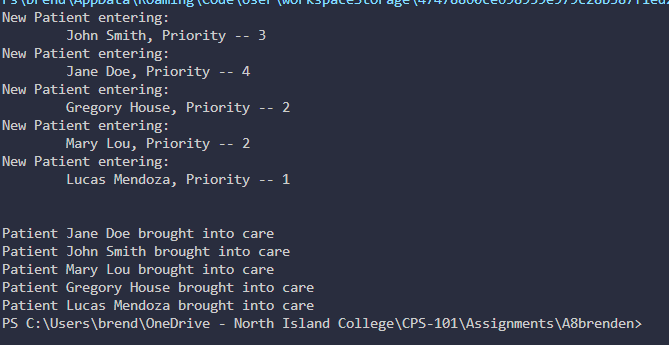 New Patient entering:
John Smith, Priority -- 3
New Patient entering:
Jane Doe, Priority -- 4
New Patient entering:
Gregory House, Priority -- 2
New Patient entering:
Mary Lou, Priority -- 2
New Patient entering:
Lucas Mendoza, Priority -- 1
Patient Jane Doe brought into care
Patient John Smith brought into care
Patient Mary Lou brought into care
Patient Gregory House brought into care
Patient Lucas Mendoza brought into care
PS C:\Users\brend\OneDrive - North Island College\CPS-101\Assignments\A8brenden>